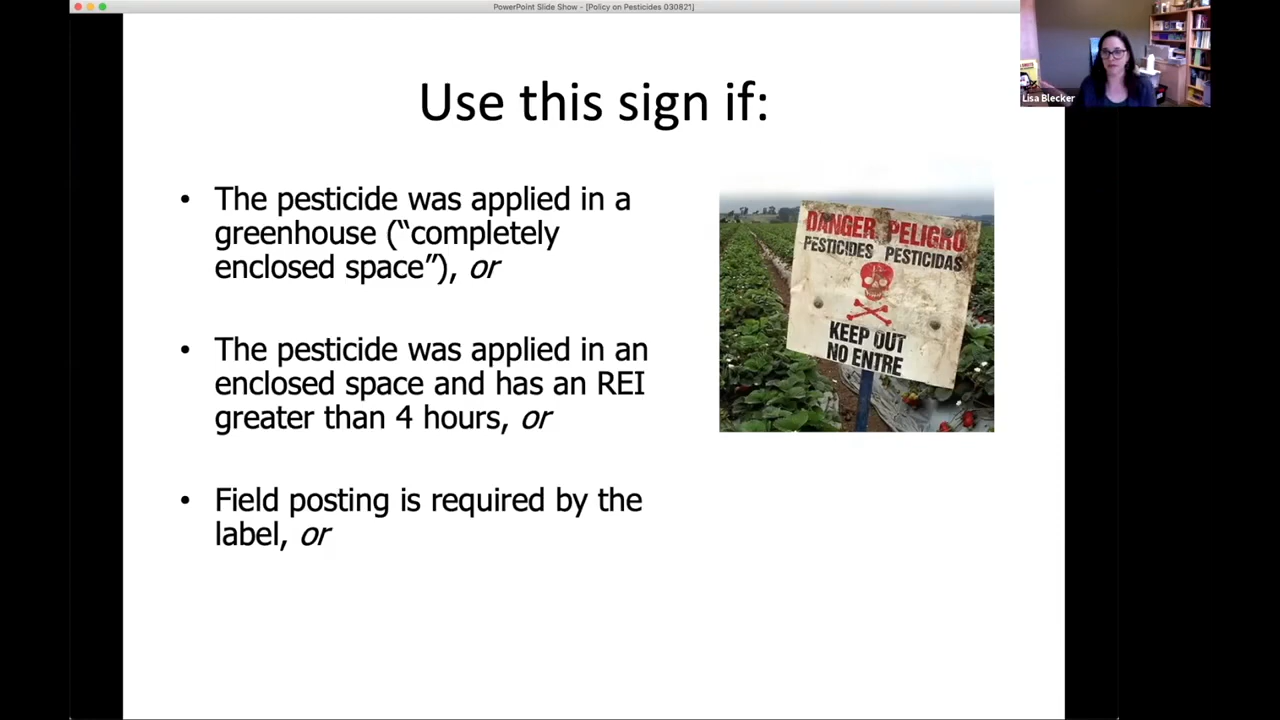 PowerPoint Slide Show - [Policy on Pesticides 030821]
Lisa Blecker
Use this sign if:
• The pesticide was applied in a
greenhouse (“completely
enclosed space”), or
• The pesticide was applied in an
enclosed space and has an REI
greater than 4 hours, or
• Field posting is required by the
label, or
DANGER PELIGRO
PESTICIDES PESTICIDAS
KEEP OUT
NO ENTRE